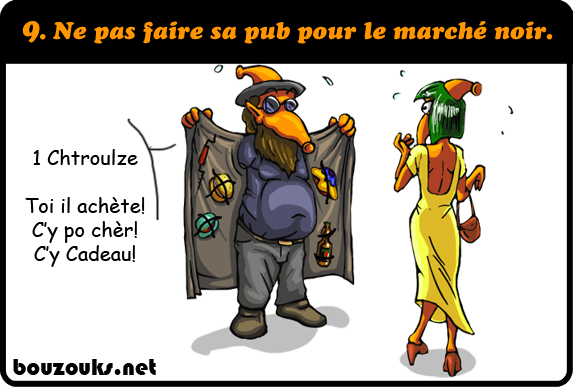 9. Ne pas faire sa pub pour le marché noir.
1 Chtroulze
Toi il achète!
C'y po chèr!
C'y Cadeau!
bouzouks.net